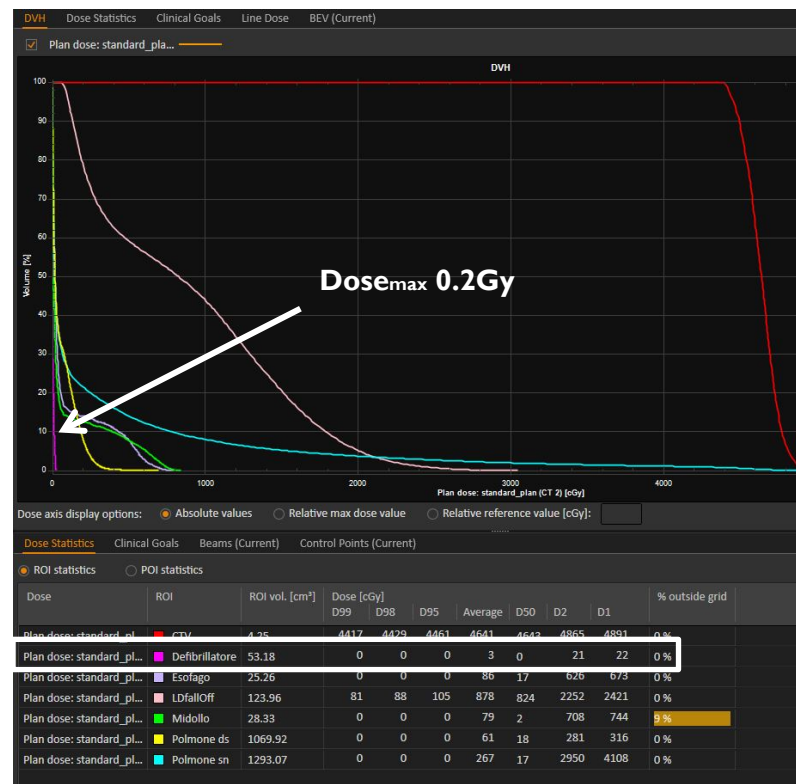 DVH Dose Statistics Clinical Goals Line Dose BEV (Current)
Plan dose: standard_pla...
DVH
100
90
80
70
60
50
40
30
20
10
0
Volume [%]
Dosemax 0.2Gy
0 1000 2000 3000 4000
Plan dose: standard_plan (CT 2) [cGy]
Dose axis display options: Absolute values Relative max dose value Relative reference value [cGy]:
Dose Statistics Clinical Goals Beams (Current) Control Points (Current)
ROI statistics POI statistics
Dose ROI ROI vol. [cm³] Dose [cGy] % outside grid
D99 D98 D95 Average D50 D2 D1
Plan dose: standard_pl... CTV 4.25 4417 4429 4461 4641 4643 4865 4891 0 %
Plan dose: standard_pl... Defibrillatore 53.18 0 0 0 3 0 21 22 0 %
Plan dose: standard_pl... Esofago 25.26 0 0 0 86 17 626 673 0 %
Plan dose: standard_pl... LDfallOff 123.96 81 88 105 878 824 2252 2421 0 %
Plan dose: standard_pl... Midollo 28.33 0 0 0 79 2 708 744 9 %
Plan dose: standard_pl... Polmone ds 1069.92 0 0 0 61 18 281 316 0 %
Plan dose: standard_pl... Polmone sn 1293.07 0 0 0 267 17 2950 4108 0 %